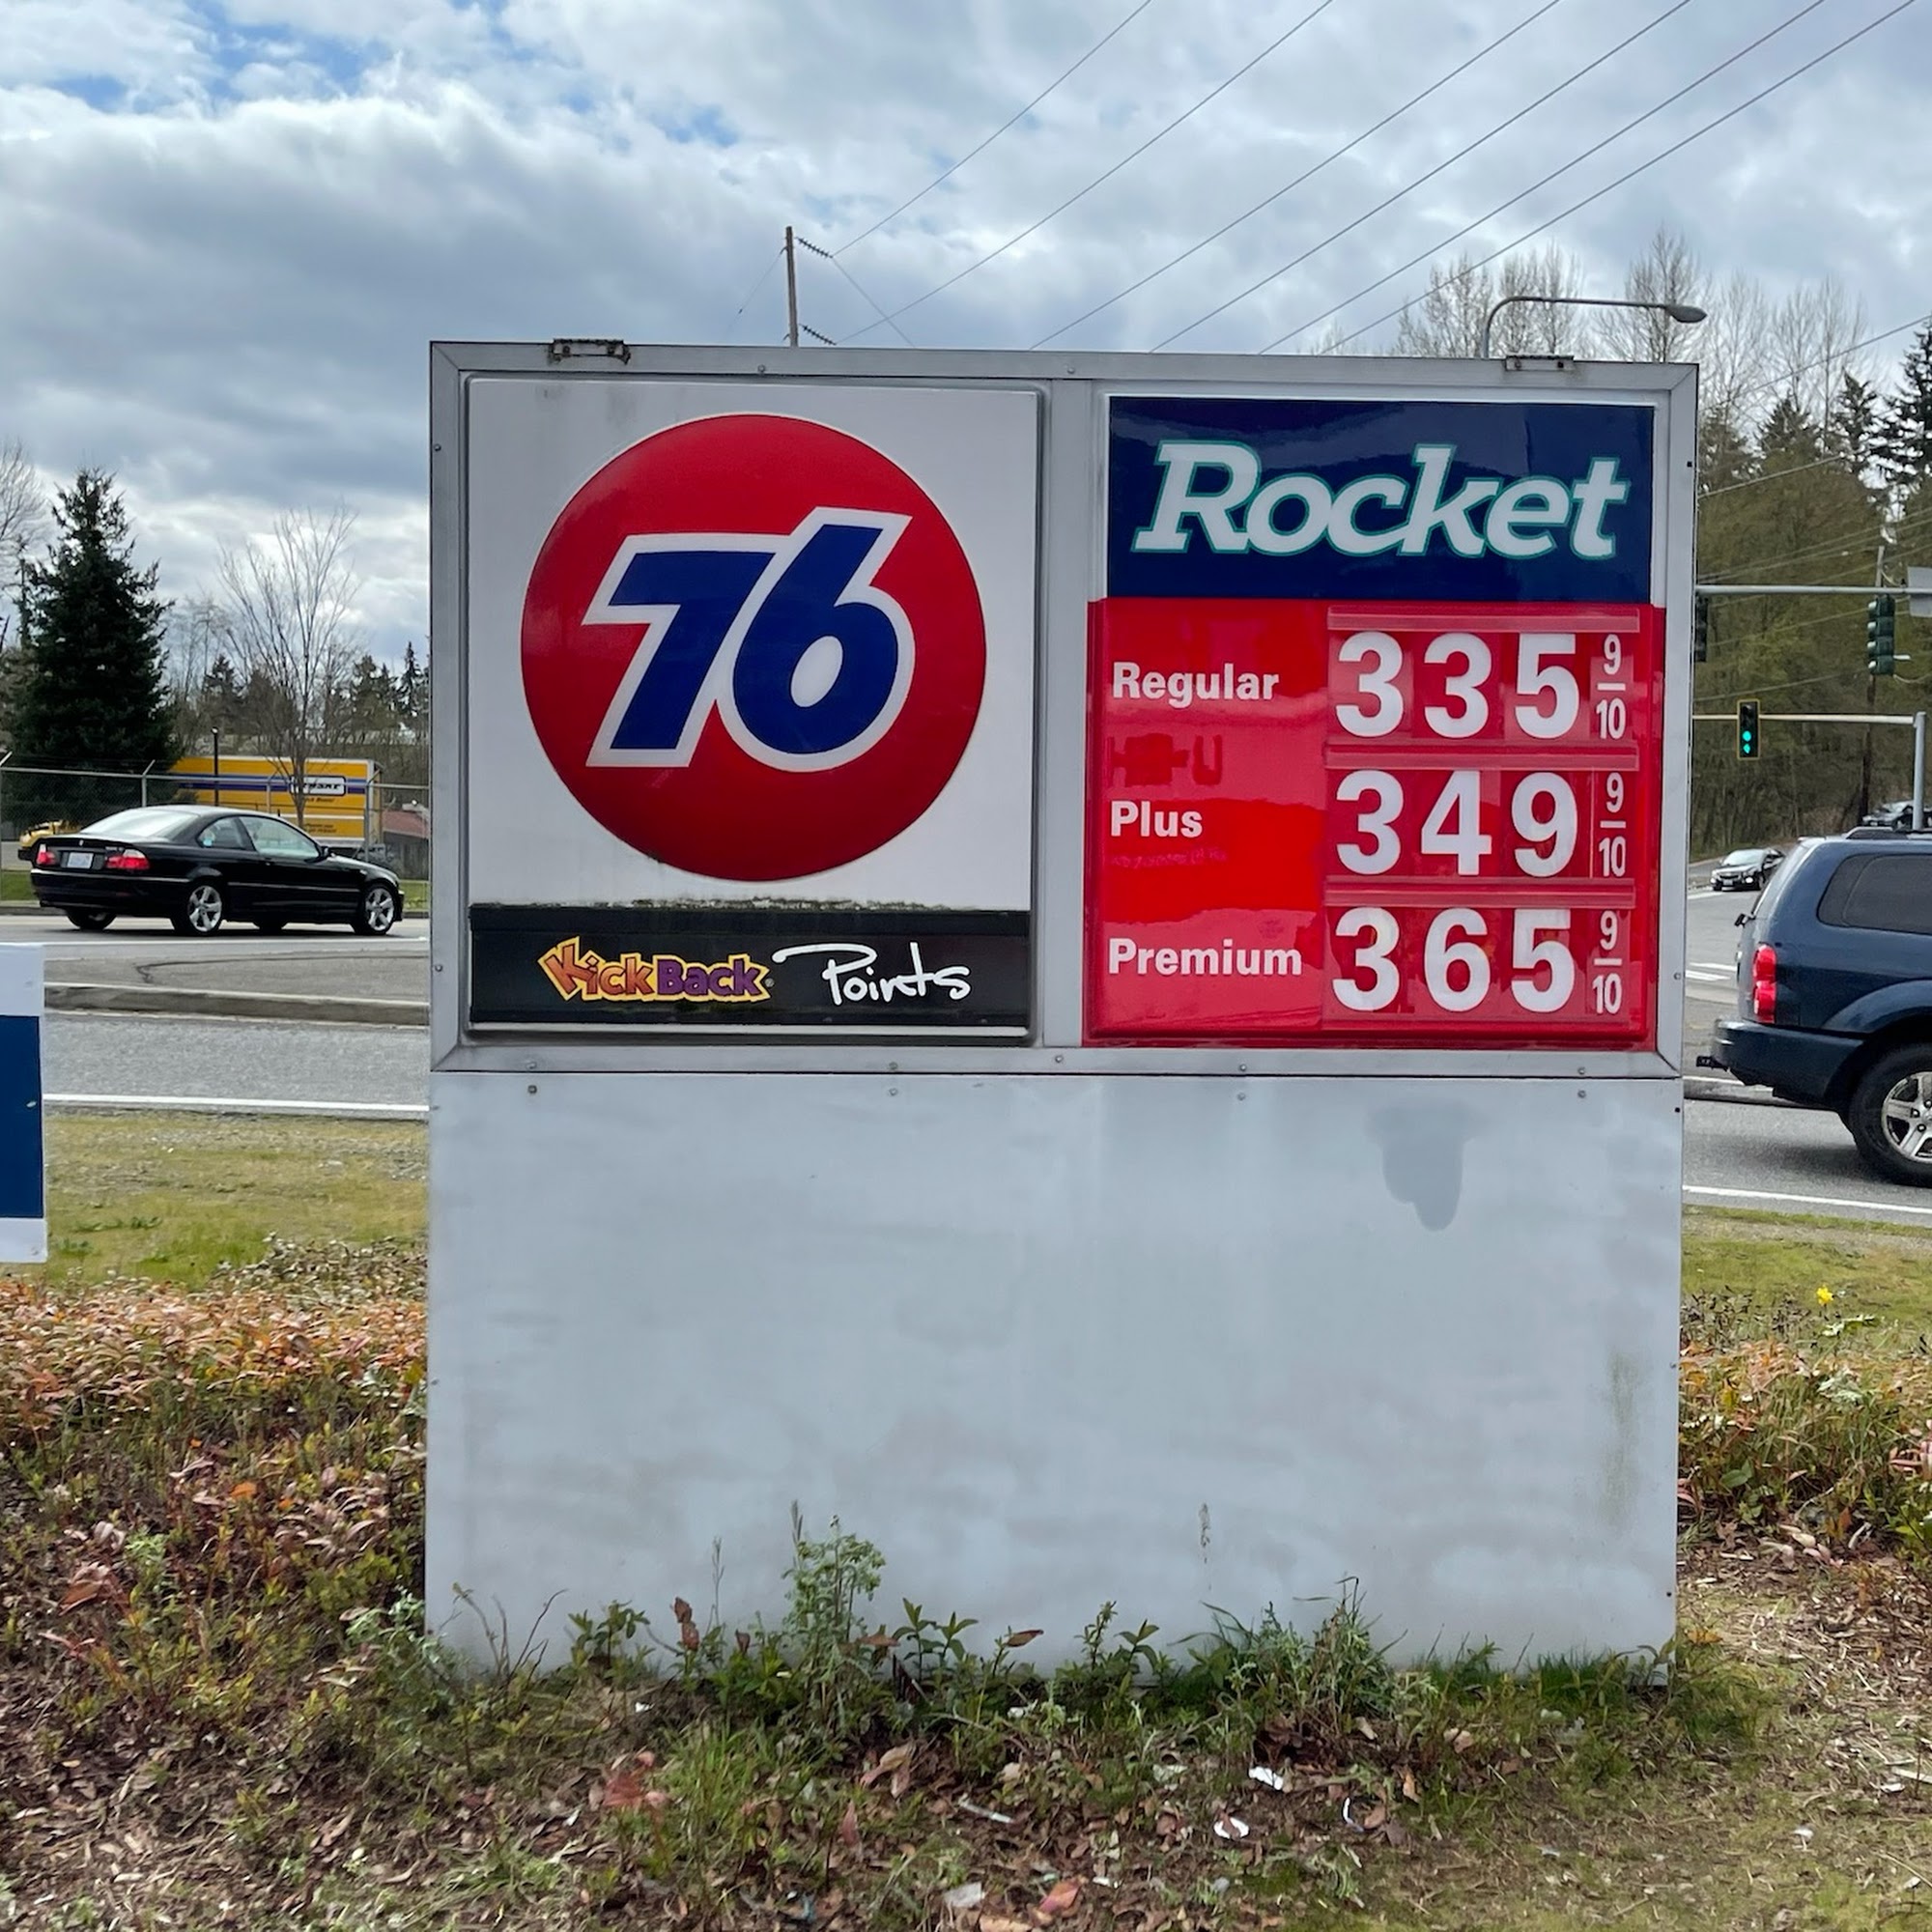 76
KickBack Points
Rocket
Regular 335 9/10
Plus 349 9/10
Premium 365 9/10